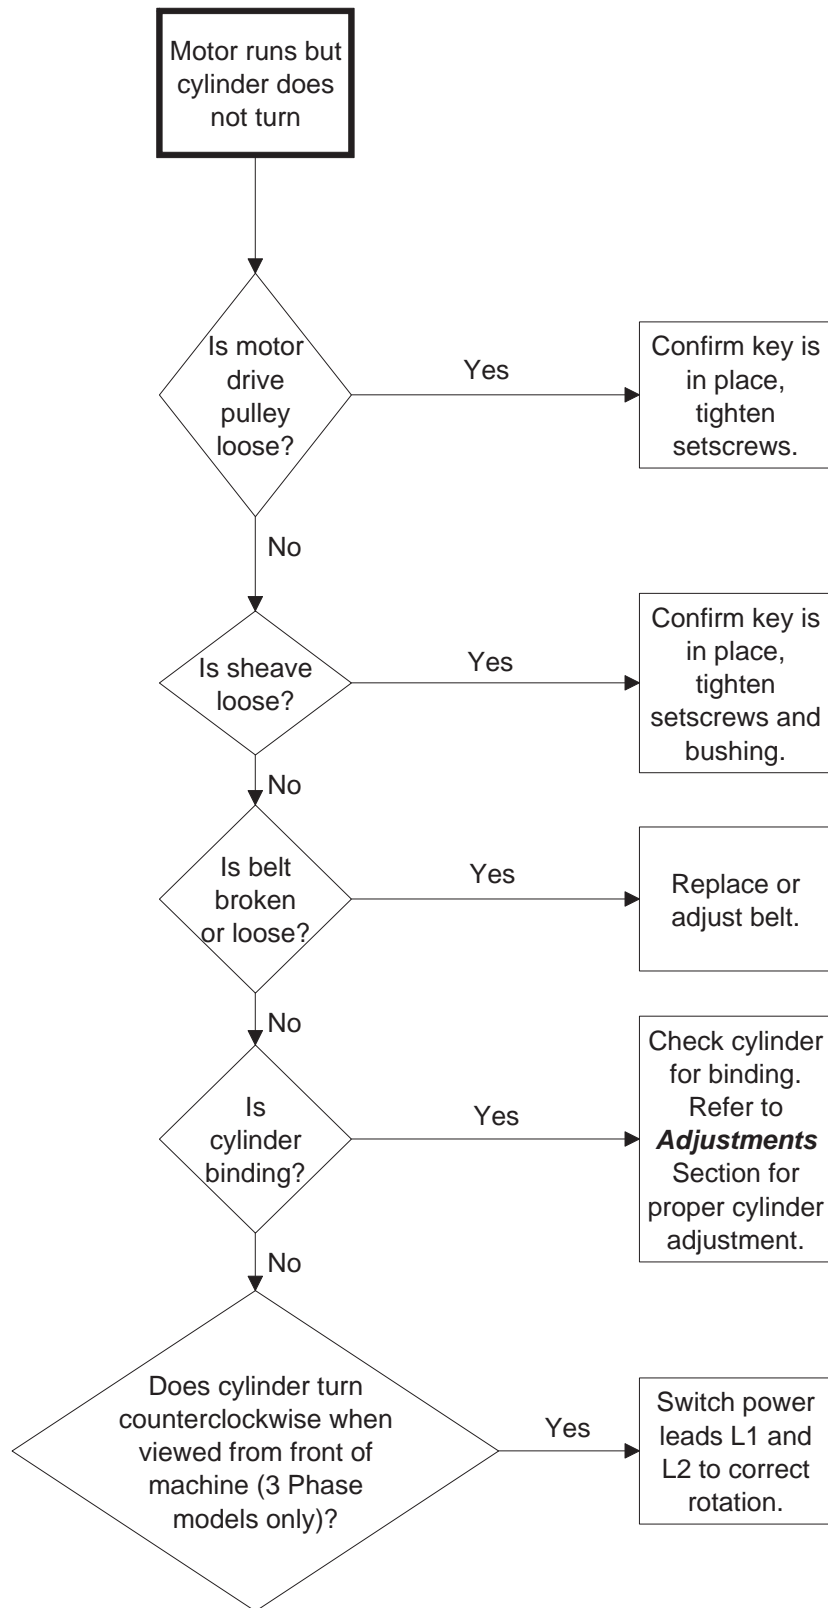 Motor runs but
cylinder does
not turn
Is motor
drive
pulley
loose?
Yes
Confirm key is
in place,
tighten
setscrews.
No
Is sheave
loose?
Yes
Confirm key is
in place,
tighten
setscrews and
bushing.
No
Is belt
broken
or loose?
Yes
Replace or
adjust belt.
No
Is
cylinder
binding?
Yes
Check cylinder
for binding.
Refer to
Adjustments
Section for
proper cylinder
adjustment.
No
Does cylinder turn
counterclockwise when
viewed from front of
machine (3 Phase
models only)?
Yes
Switch power
leads L1 and
L2 to correct
rotation.